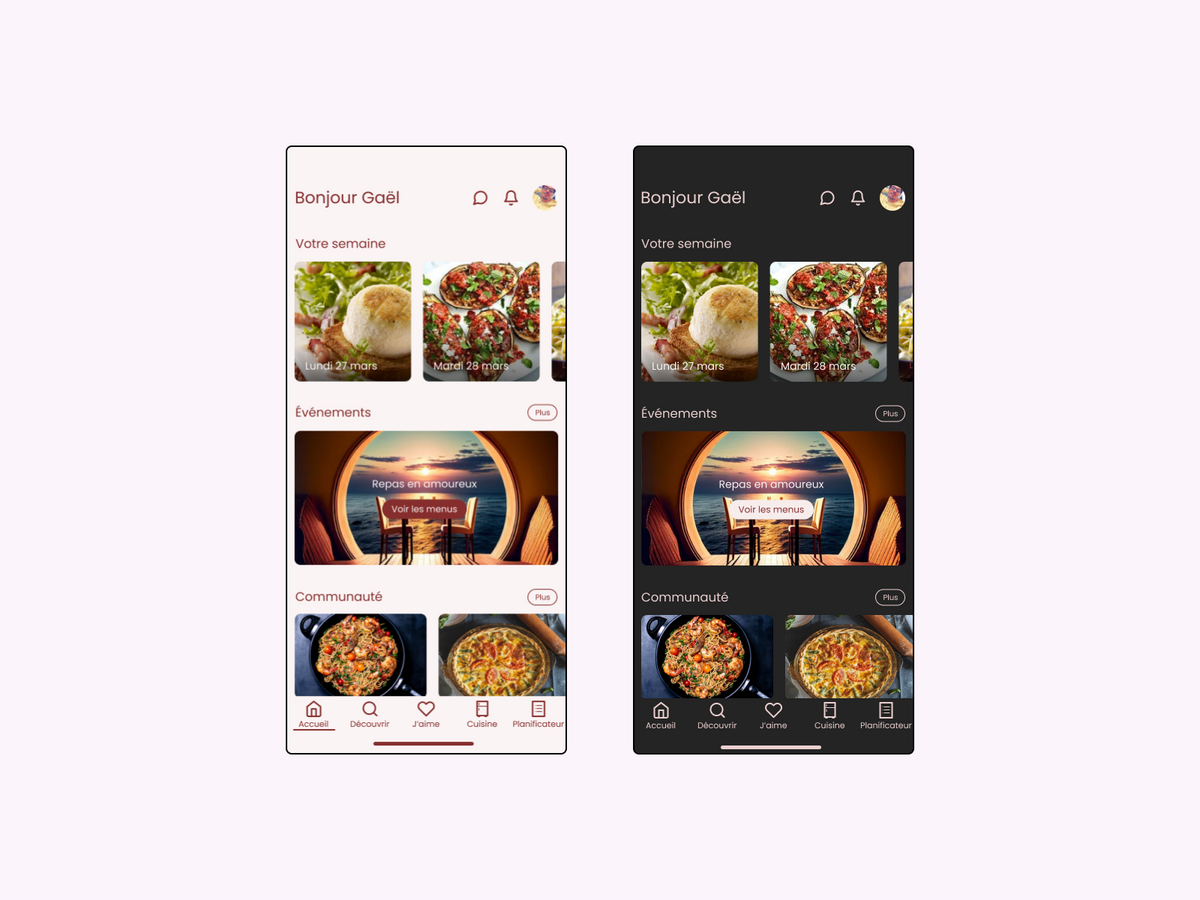 Bonjour Gaël
Votre semaine
Lundi 27 mars
Mardi 28 mars
Événements
Plus
Repas en amoureux
Voir les menus
Communauté
Plus
Accueil
Découvrir
J'aime
Cuisine
Planificateur
Bonjour Gaël
Votre semaine
Lundi 27 mars
Mardi 28 mars
Événements
Plus
Repas en amoureux
Voir les menus
Communauté
Plus
Accueil
Découvrir
J'aime
Cuisine
Planificateur